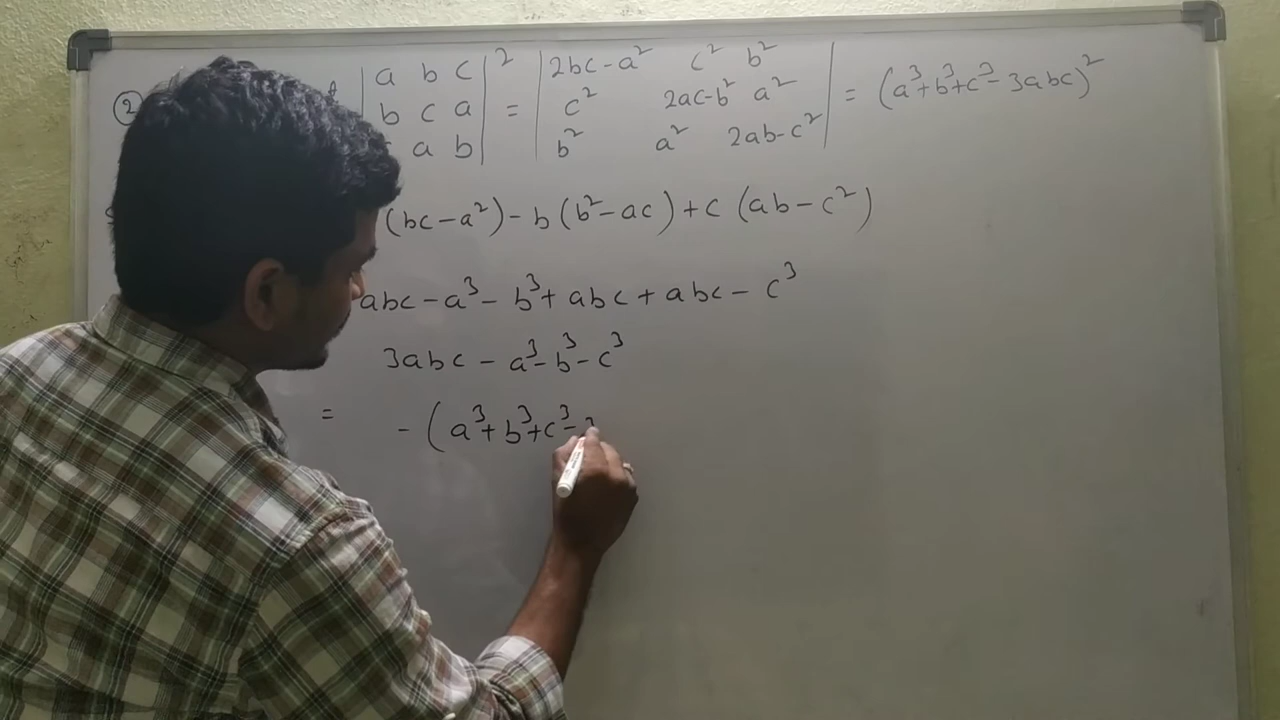 ② | a b c |² = | 2bc-a² c² b² | = (a³+b³+c³-3abc)²
b c a c² 2ac-b² a²
a b b² a² 2ab-c²
(bc-a²) - b(b²-ac) + c(ab-c²)
abc - a³ - b³ + abc + abc - c³
3abc - a³ - b³ - c³
= - (a³+b³+c³-